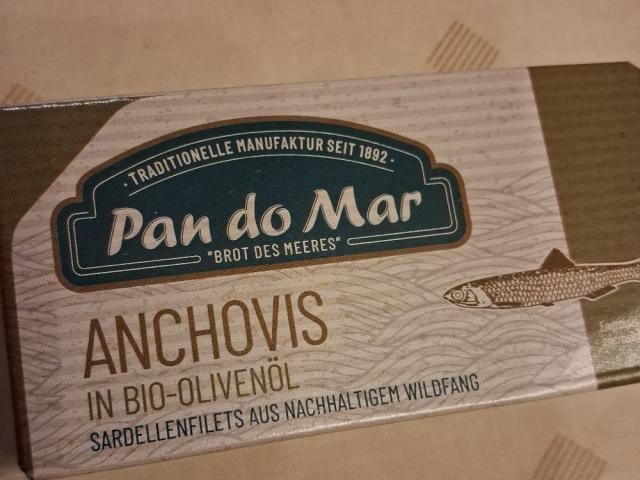 · TRADITIONELLE MANUFAKTUR SEIT 1892 ·
Pan do Mar
"BROT DES MEERES"
ANCHOVIS
IN BIO-OLIVENÖL
SARDELLENFILETS AUS NACHHALTIGEM WILDFANG